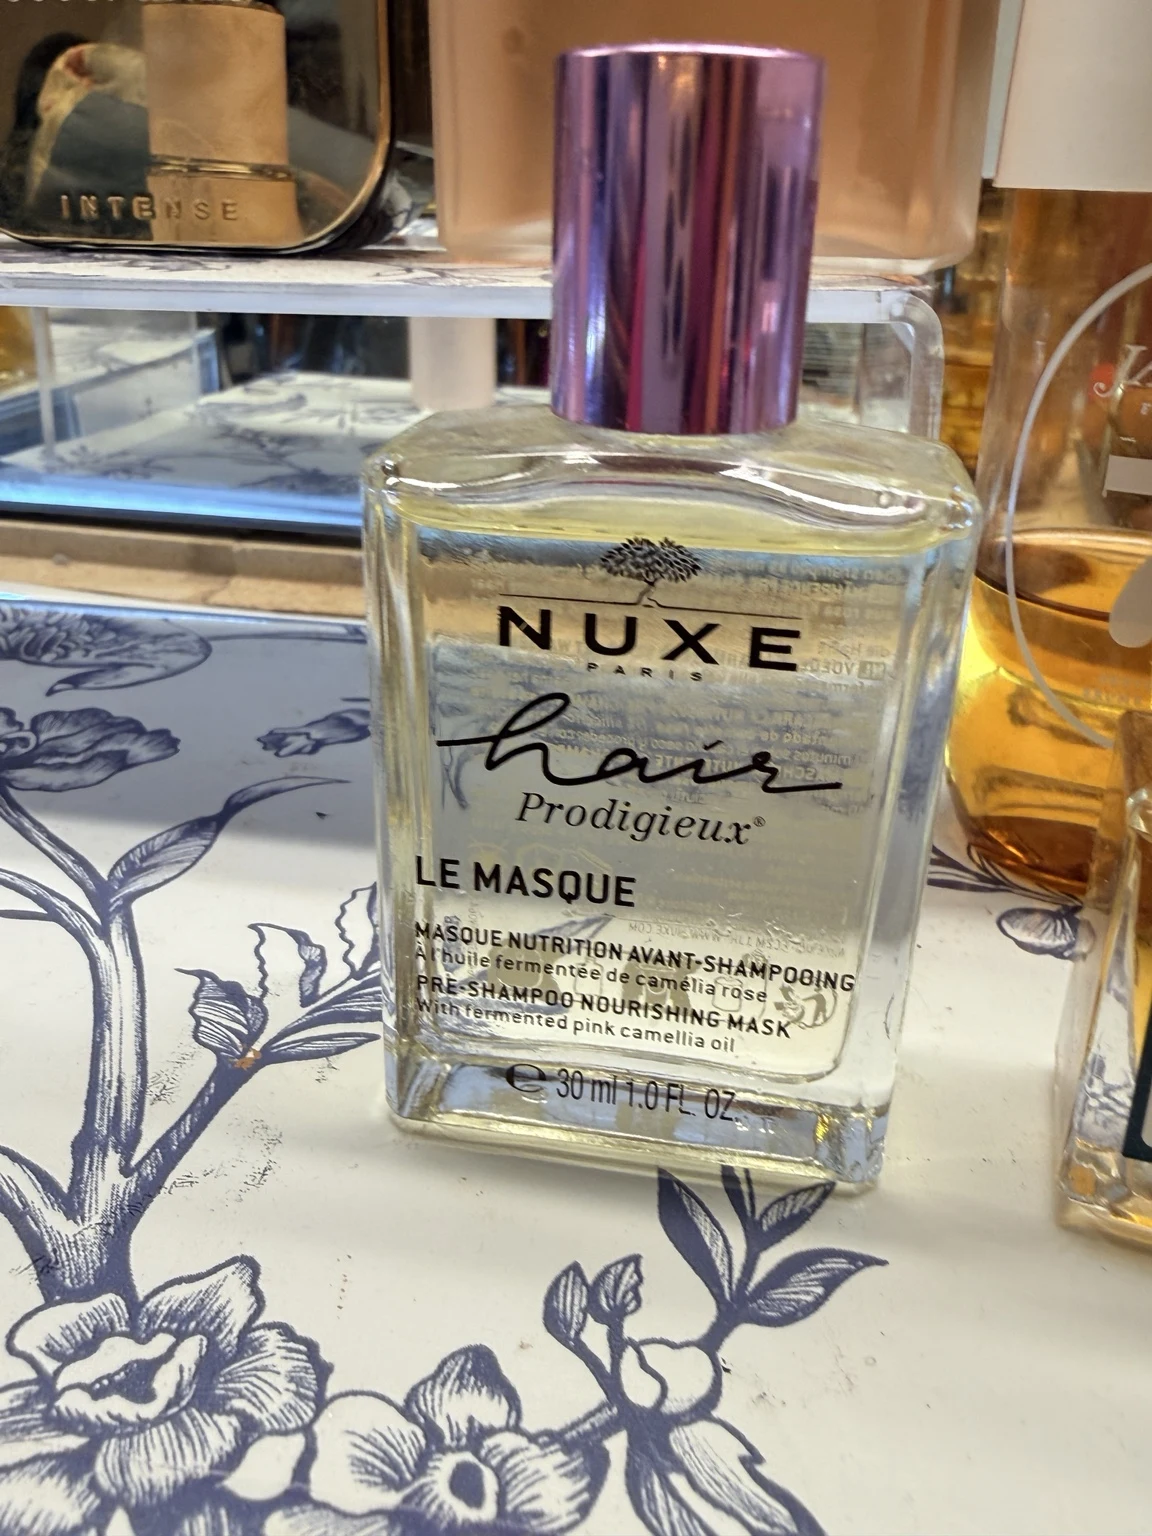 INTENSE
NUXE
PARIS
hair
Prodigieux®
LE MASQUE
MASQUE NUTRITION AVANT-SHAMPOOING
À l'huile fermentée de camélia rose
PRE-SHAMPOO NOURISHING MASK
With fermented pink camellia oil
e 30 ml 1.0 FL. OZ.